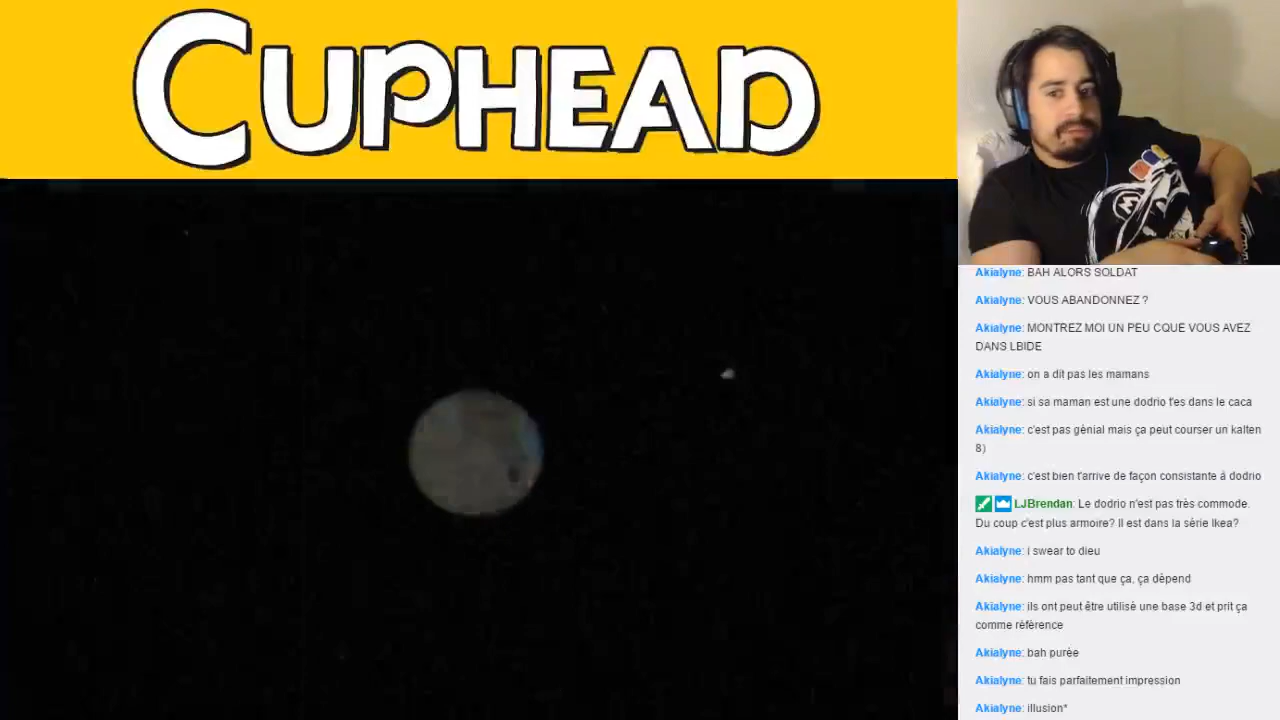 CUPHEAD
Akialyne: BAH ALORS SOLDAT
Akialyne: VOUS ABANDONNEZ ?
Akialyne: MONTREZ MOI UN PEU CQUE VOUS AVEZ
DANS LBIDE
Akialyne: on a dit pas les mamans
Akialyne: si sa maman est une dodrio t'es dans le caca
Akialyne: c'est pas génial mais ça peut courser un kalten
8)
Akialyne: c'est bien t'arrive de façon consistante à dodrio
LJBrendan: Le dodrio n'est pas très commode.
Du coup c'est plus armoire? Il est dans la série Ikea?
Akialyne: i swear to dieu
Akialyne: hmm pas tant que ça, ça dépend
Akialyne: ils ont peut être utilisé une base 3d et prit ça
comme référence
Akialyne: bah purée
Akialyne: tu fais parfaitement impression
Akialyne: illusion*